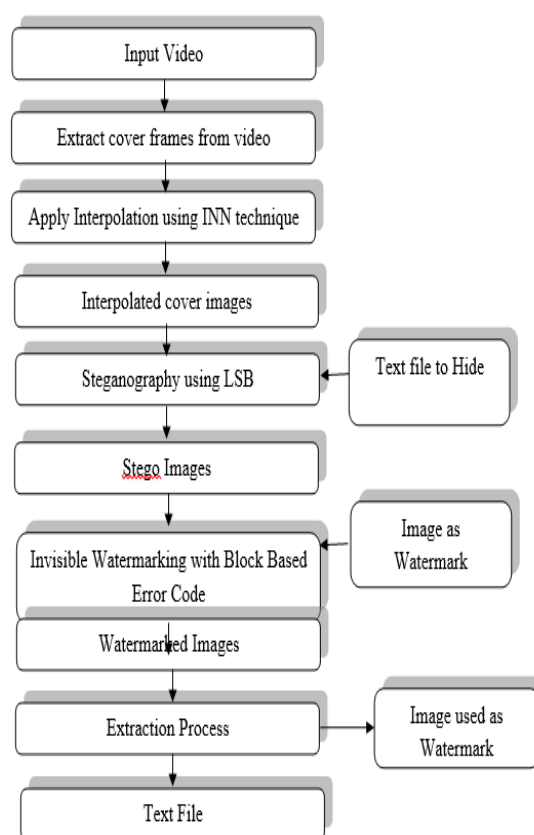 Input Video
Extract cover frames from video
Apply Interpolation using INN technique
Interpolated cover images
Steganography using LSB
Text file to Hide
Stego Images
Invisible Watermarking with Block Based
Error Code
Image as
Watermark
Watermarked Images
Extraction Process
Image used as
Watermark
Text File